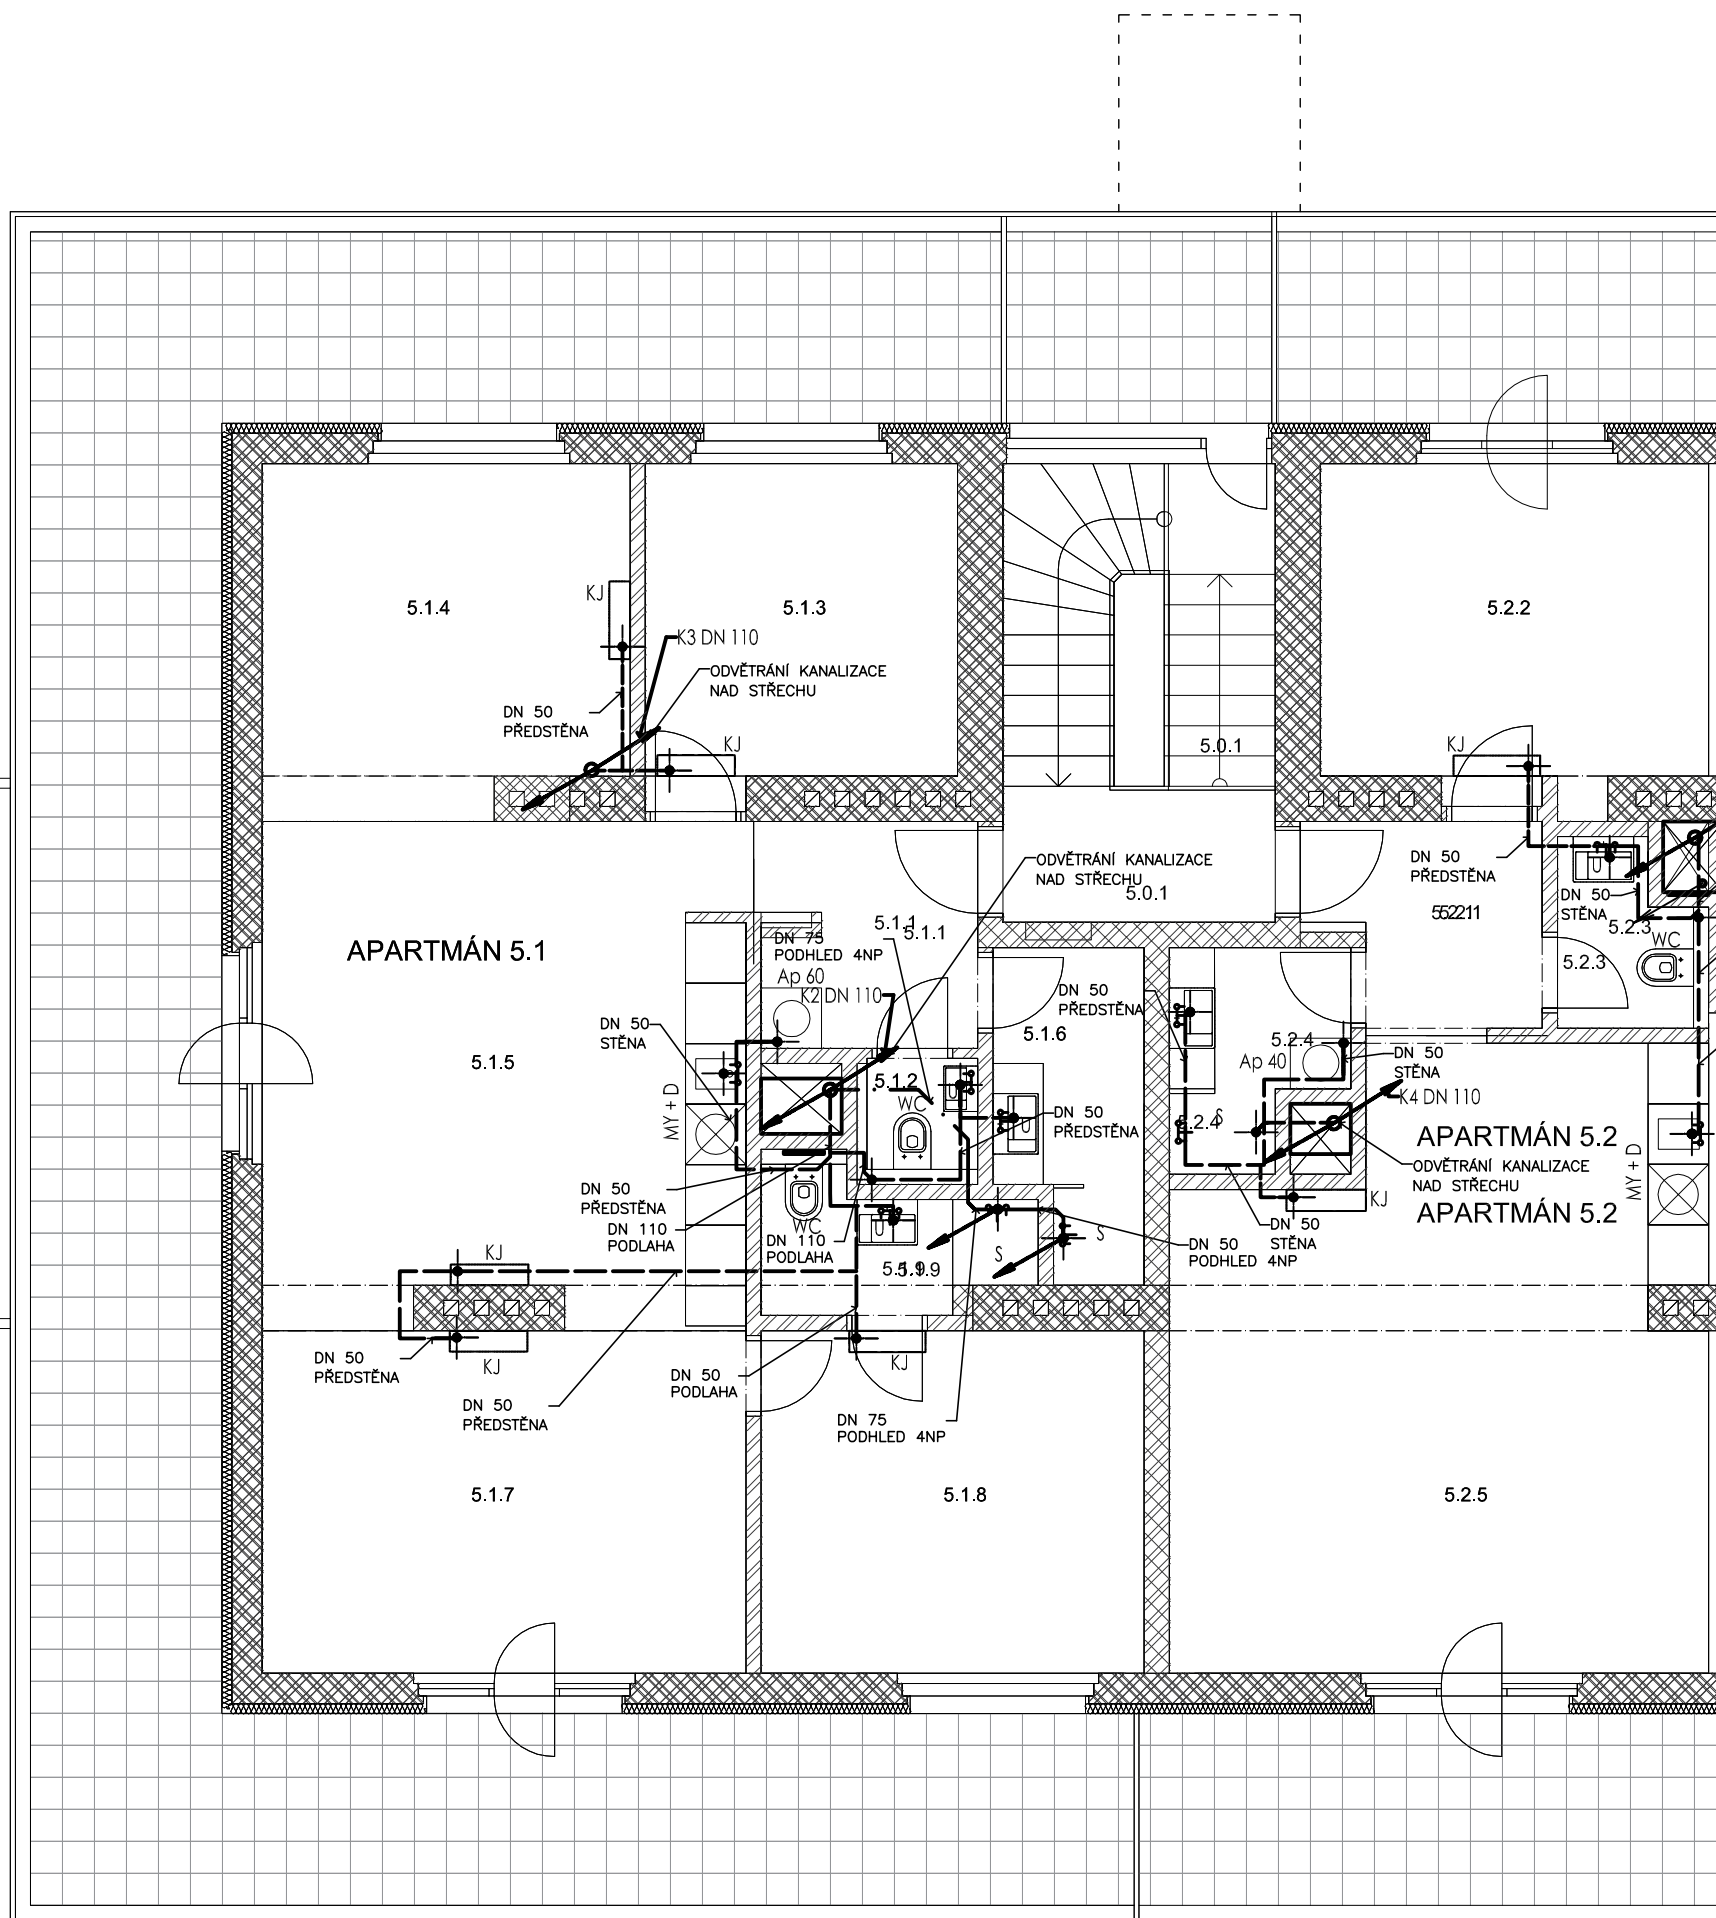 KJ
5.1.4
5.1.3
5.2.2
K3 DN 110
ODVĚTRÁNÍ KANALIZACE
NAD STŘECHU
DN 50
PŘEDSTĚNA
KJ
5.0.1
KJ
ODVĚTRÁNÍ KANALIZACE
NAD STŘECHU
5.0.1
DN 50
PŘEDSTĚNA
DN 50
STĚNA
5.2.3
WC
5.2.3
APARTMÁN 5.1
5.1.1
5.1.1
DN 75
PODHLED 4NP
Ap 60
K2 DN 110
DN 50
PŘEDSTĚNA
5.1.6
DN 50
STĚNA
5.1.5
5.2.4
Ap 40
DN 50
STĚNA
K4 DN 110
5.1.2
WC
MY + D
DN 50
PŘEDSTĚNA
5.2.4
S
APARTMÁN 5.2
ODVĚTRÁNÍ KANALIZACE
NAD STŘECHU
MY + D
KJ
APARTMÁN 5.2
DN 50
PŘEDSTĚNA
WC
DN 110
PODLAHA
DN 110
PODLAHA
DN 50
STĚNA
DN 50
PODHLED 4NP
S
S
KJ
5.1.9
5.1.9
DN 50
PŘEDSTĚNA
KJ
KJ
DN 50
PODLAHA
DN 50
PŘEDSTĚNA
DN 75
PODHLED 4NP
5.1.7
5.1.8
5.2.5